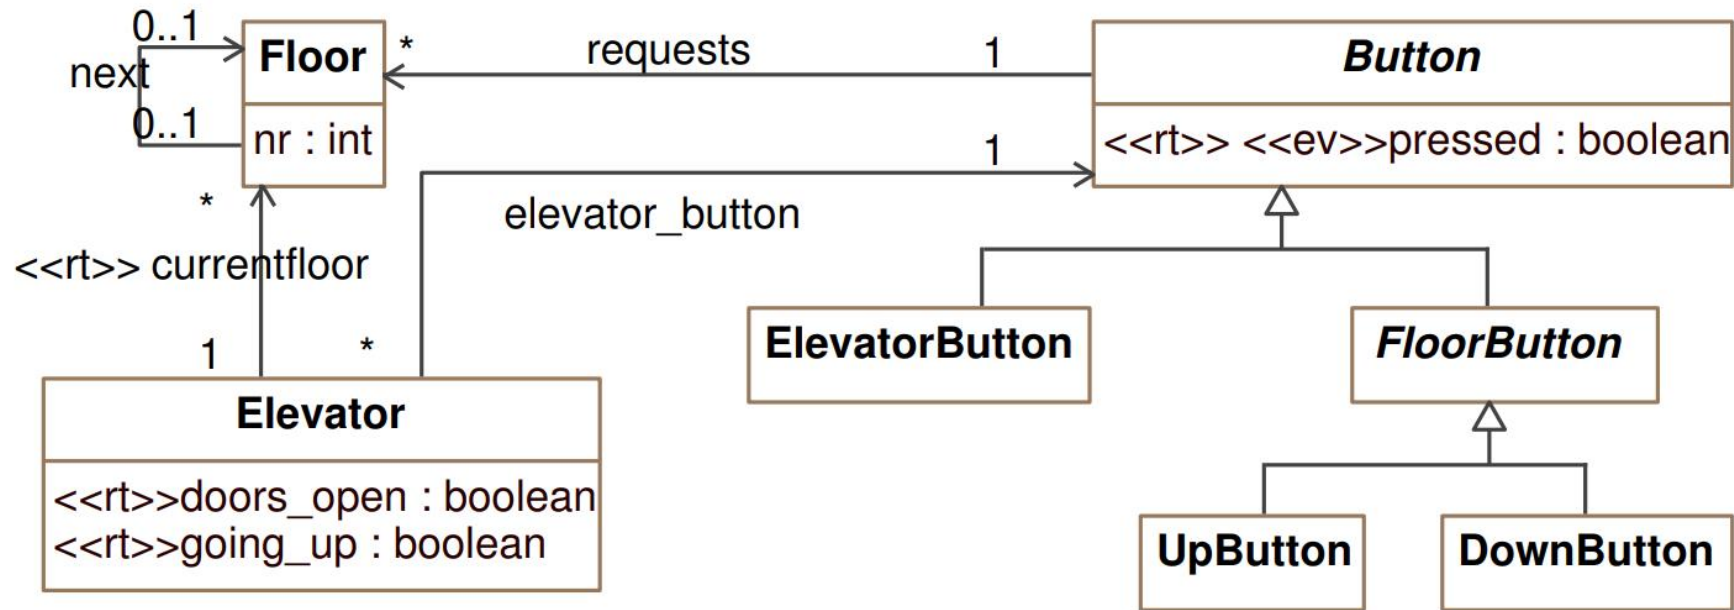 0..1
next
0..1
Floor
nr : int
*
requests
1
Button
<<rt>> <<ev>>pressed : boolean
1
elevator_button
*
<<rt>> currentfloor
1
*
Elevator
<<rt>>doors_open : boolean
<<rt>>going_up : boolean
ElevatorButton
FloorButton
UpButton
DownButton